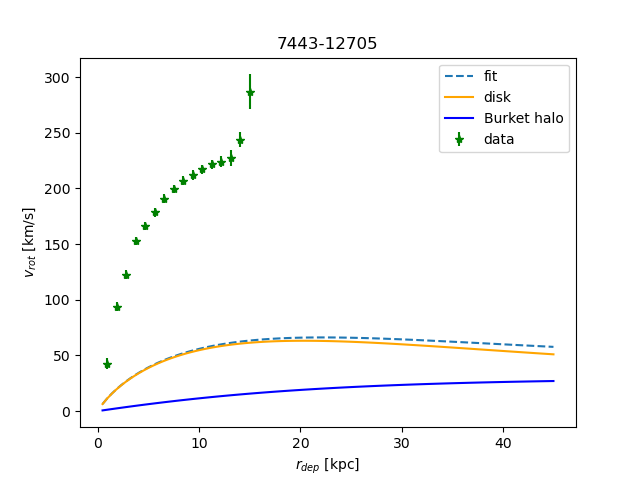 7443-12705
fit
disk
Burket halo
data
300
250
200
150
100
50
0
v_rot [km/s]
0 10 20 30 40
r_dep [kpc]